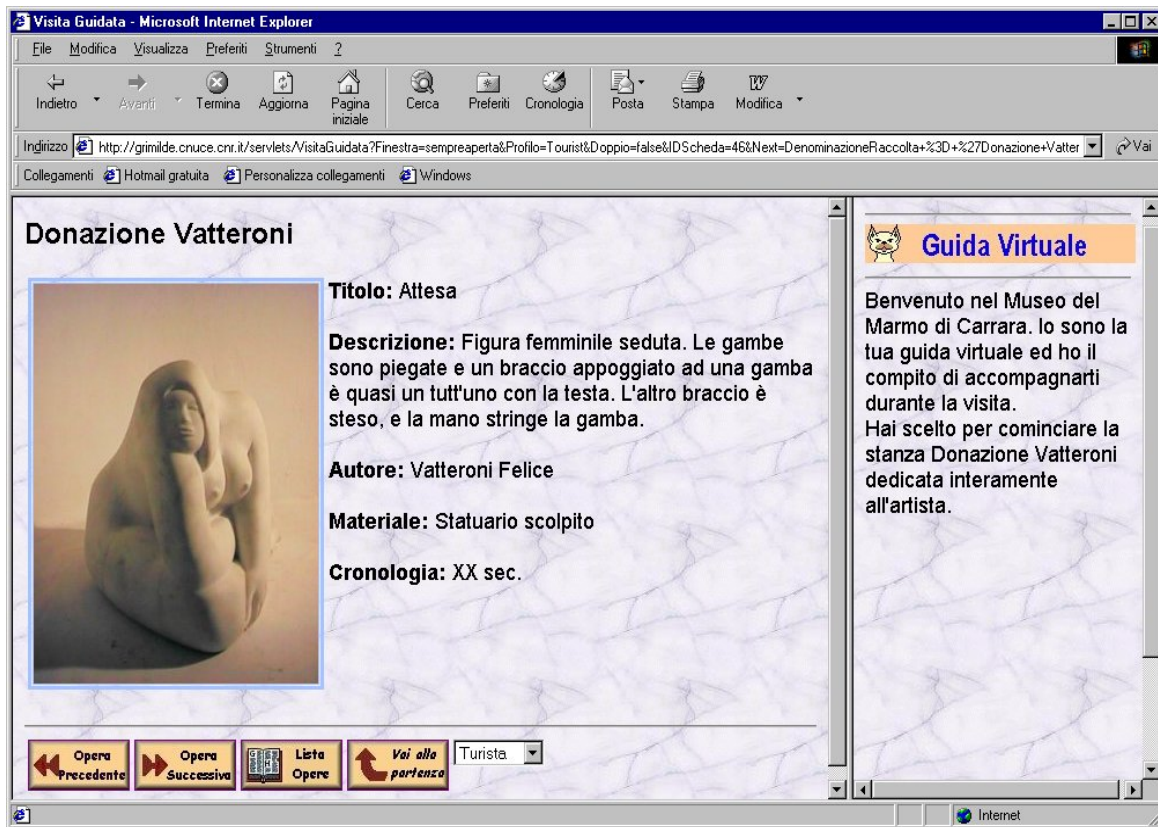 Visita Guidata - Microsoft Internet Explorer
File Modifica Visualizza Preferiti Strumenti ?
Indietro Avanti Termina Aggiorna Pagina iniziale Cerca Preferiti Cronologia Posta Stampa Modifica
Indirizzo http://grimilde.cnuce.cnr.it/servlets/VisitaGuidata?Finestra=sempreaperta&Profilo=Tourist&Doppio=false&IDScheda=46&Next=DenominazioneRaccolta+%3D+%27Donazione+Vatter Vai
Collegamenti Hotmail gratuita Personalizza collegamenti Windows
Donazione Vatteroni
Titolo: Attesa
Descrizione: Figura femminile seduta. Le gambe
sono piegate e un braccio appoggiato ad una gamba
è quasi un tutt'uno con la testa. L'altro braccio è
steso, e la mano stringe la gamba.
Autore: Vatteroni Felice
Materiale: Statuario scolpito
Cronologia: XX sec.
Opera
Precedente
Opera
Successiva
Lista
Opere
Vai alla
partenza
Turista
Guida Virtuale
Benvenuto nel Museo del
Marmo di Carrara. Io sono la
tua guida virtuale ed ho il
compito di accompagnarti
durante la visita.
Hai scelto per cominciare la
stanza Donazione Vatteroni
dedicata interamente
all'artista.
Internet